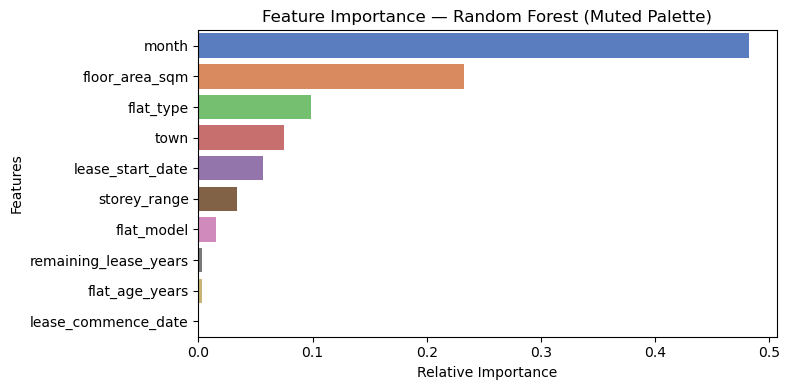 Feature Importance — Random Forest (Muted Palette)
Features
month
floor_area_sqm
flat_type
town
lease_start_date
storey_range
flat_model
remaining_lease_years
flat_age_years
lease_commence_date
0.0 0.1 0.2 0.3 0.4 0.5
Relative Importance